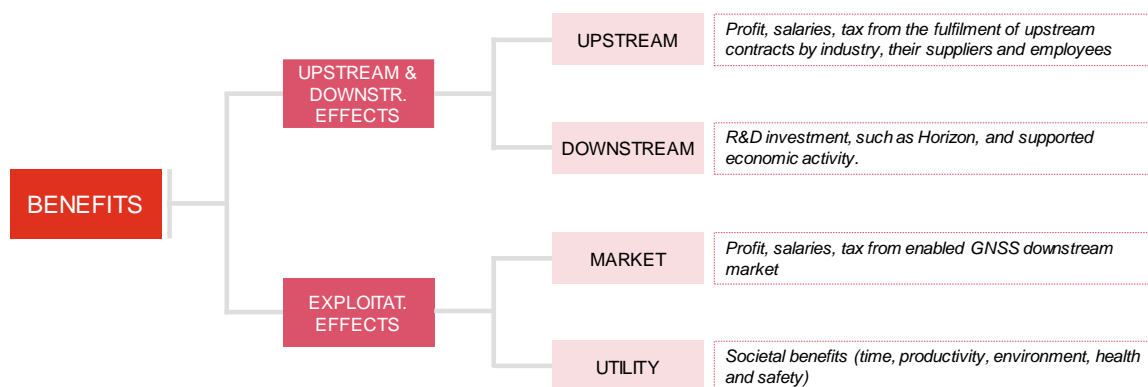 BENEFITS
UPSTREAM &
DOWNSTR.
EFFECTS
UPSTREAM
Profit, salaries, tax from the fulfilment of upstream
contracts by industry, their suppliers and employees
DOWNSTREAM
R&D investment, such as Horizon, and supported
economic activity.
EXPLOITAT.
EFFECTS
MARKET
Profit, salaries, tax from enabled GNSS downstream
market
UTILITY
Societal benefits (time, productivity, environment, health
and safety)